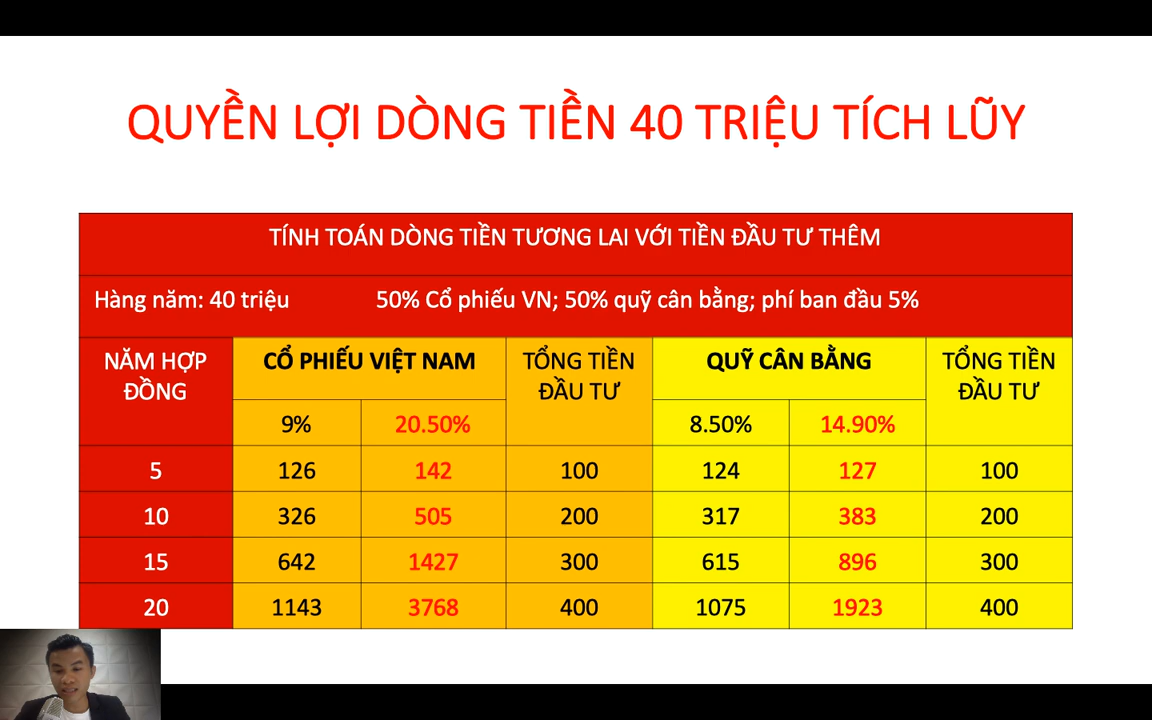 QUYỀN LỢI DÒNG TIỀN 40 TRIỆU TÍCH LŨY
TÍNH TOÁN DÒNG TIỀN TƯƠNG LAI VỚI TIỀN ĐẦU TƯ THÊM
Hàng năm: 40 triệu 50% Cổ phiếu VN; 50% quỹ cân bằng; phí ban đầu 5%
NĂM HỢP ĐỒNG CỔ PHIẾU VIỆT NAM TỔNG TIỀN ĐẦU TƯ QUỸ CÂN BẰNG TỔNG TIỀN ĐẦU TƯ
9% 20.50% 8.50% 14.90%
5 126 142 100 124 127 100
10 326 505 200 317 383 200
15 642 1427 300 615 896 300
20 1143 3768 400 1075 1923 400